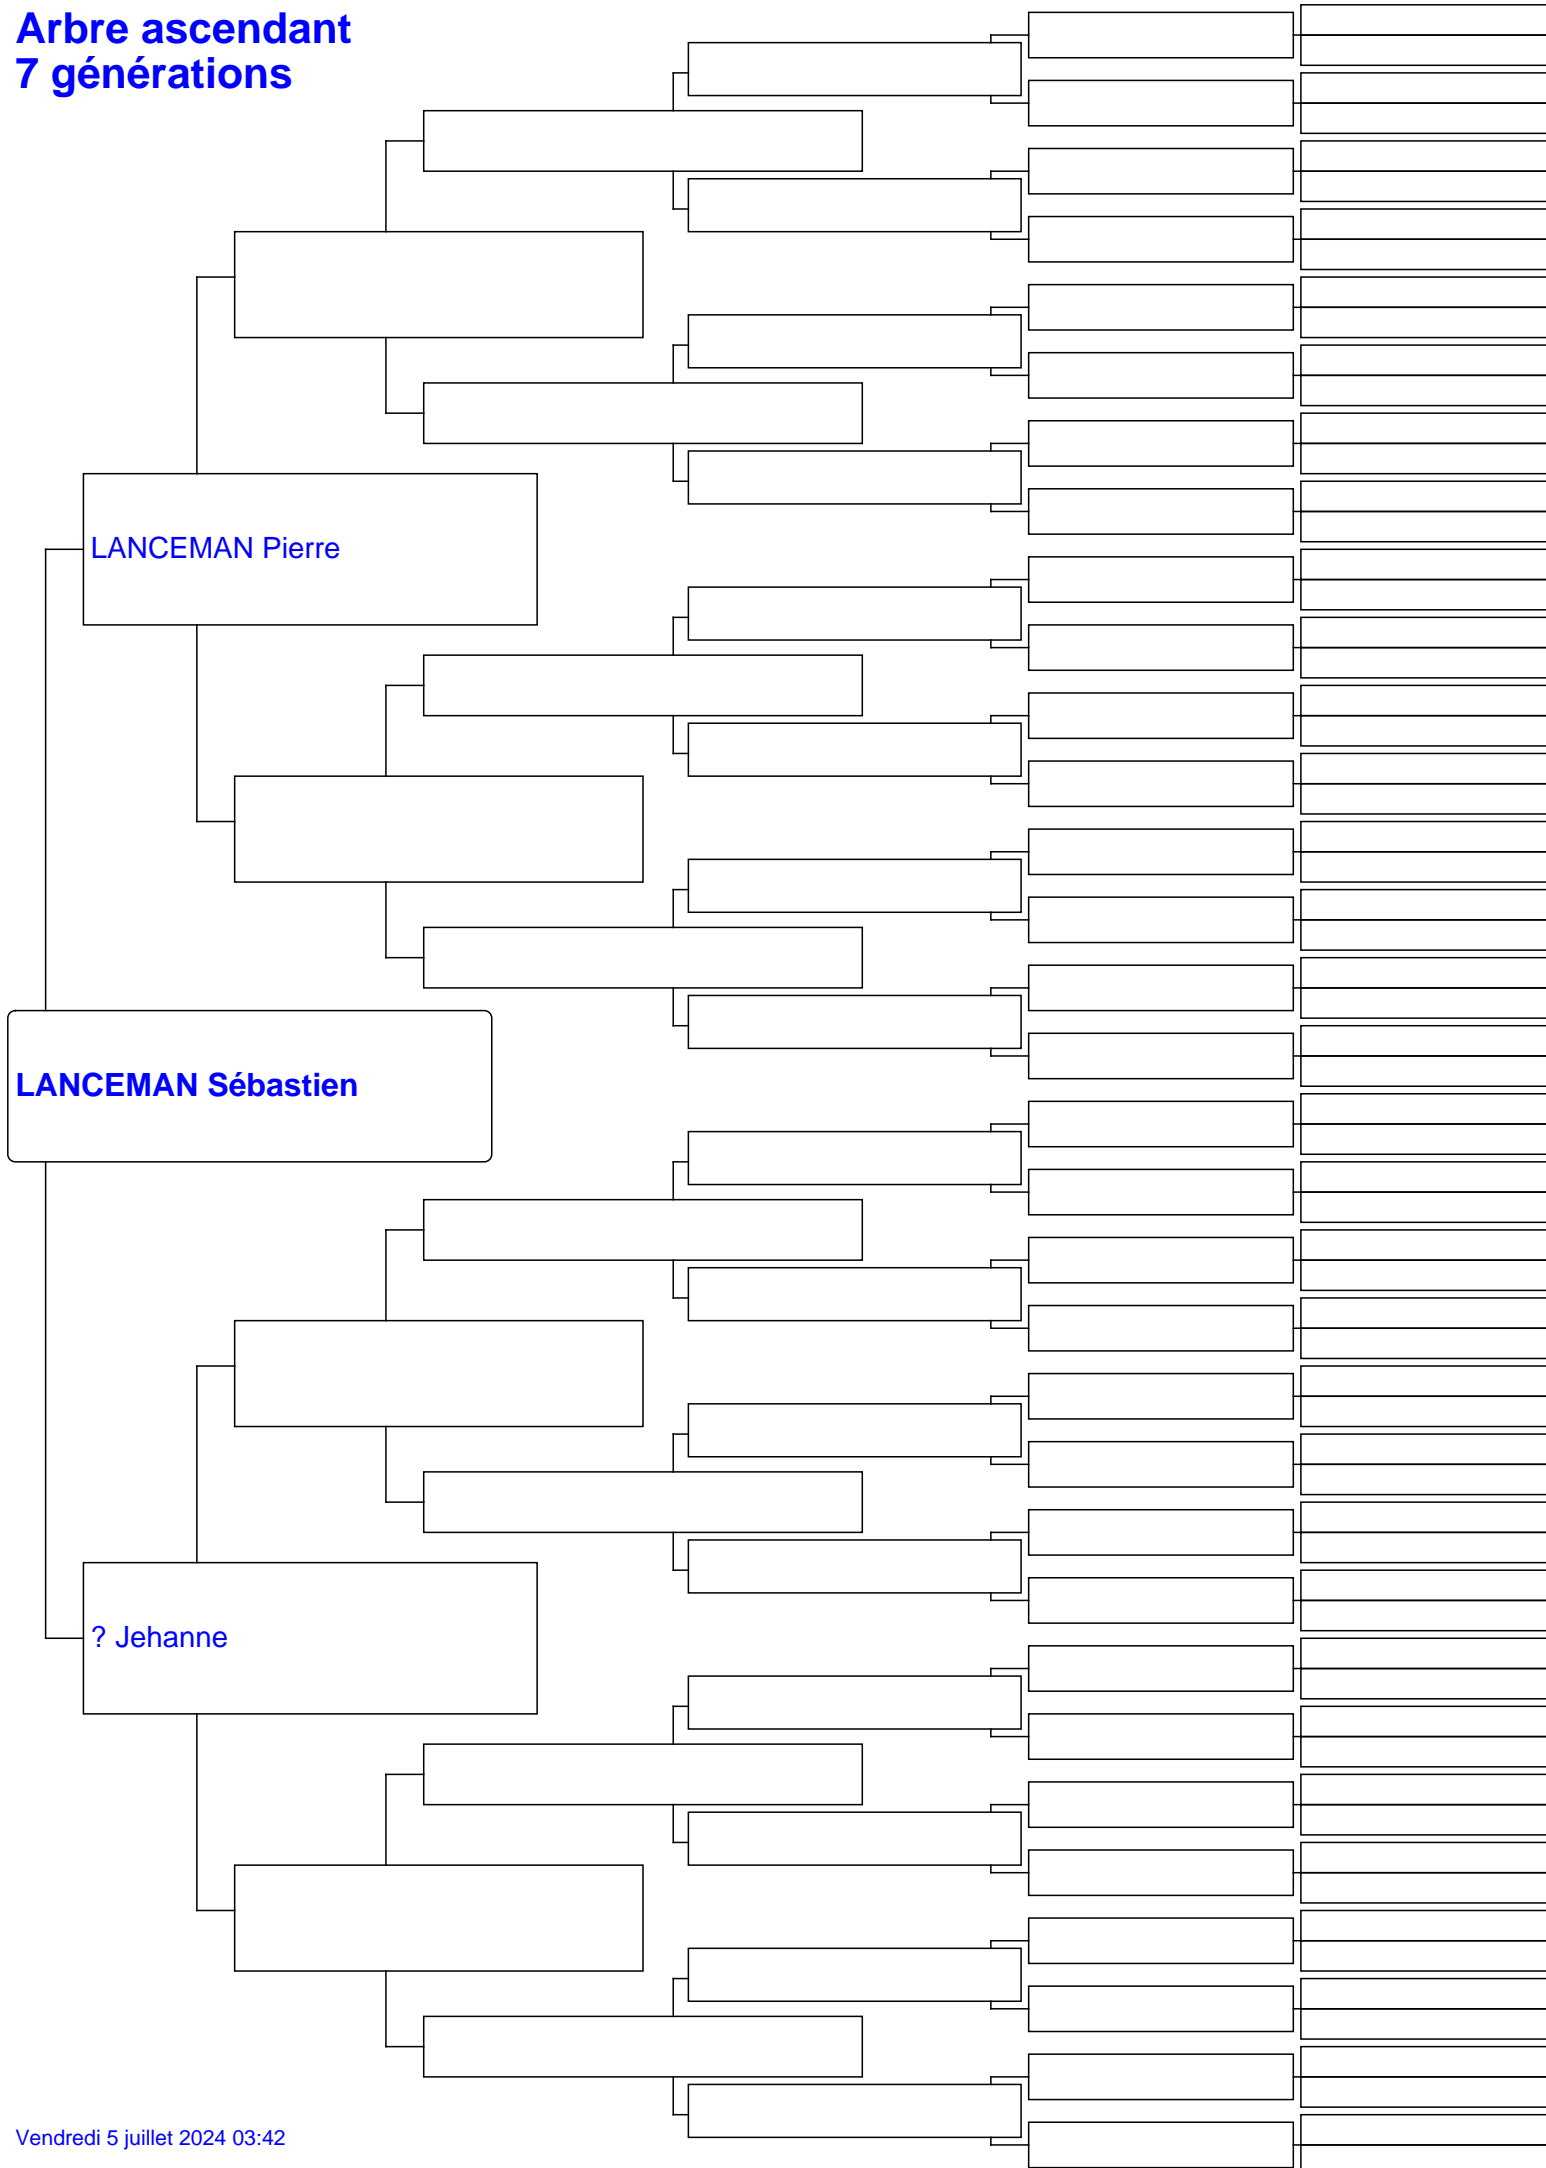 Arbre ascendant
7 générations
LANCEMAN Pierre
LANCEMAN Sébastien
? Jehanne
Vendredi 5 juillet 2024 03:42